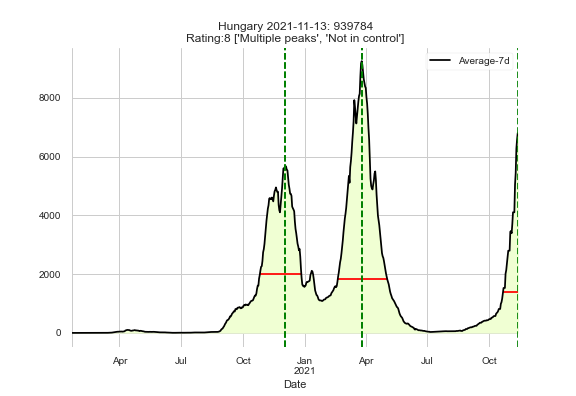 Hungary 2021-11-13: 939784
Rating:8 ['Multiple peaks', 'Not in control']
Average-7d
8000
6000
4000
2000
0
Apr
Jul
Oct
Jan
2021
Apr
Jul
Oct
Date